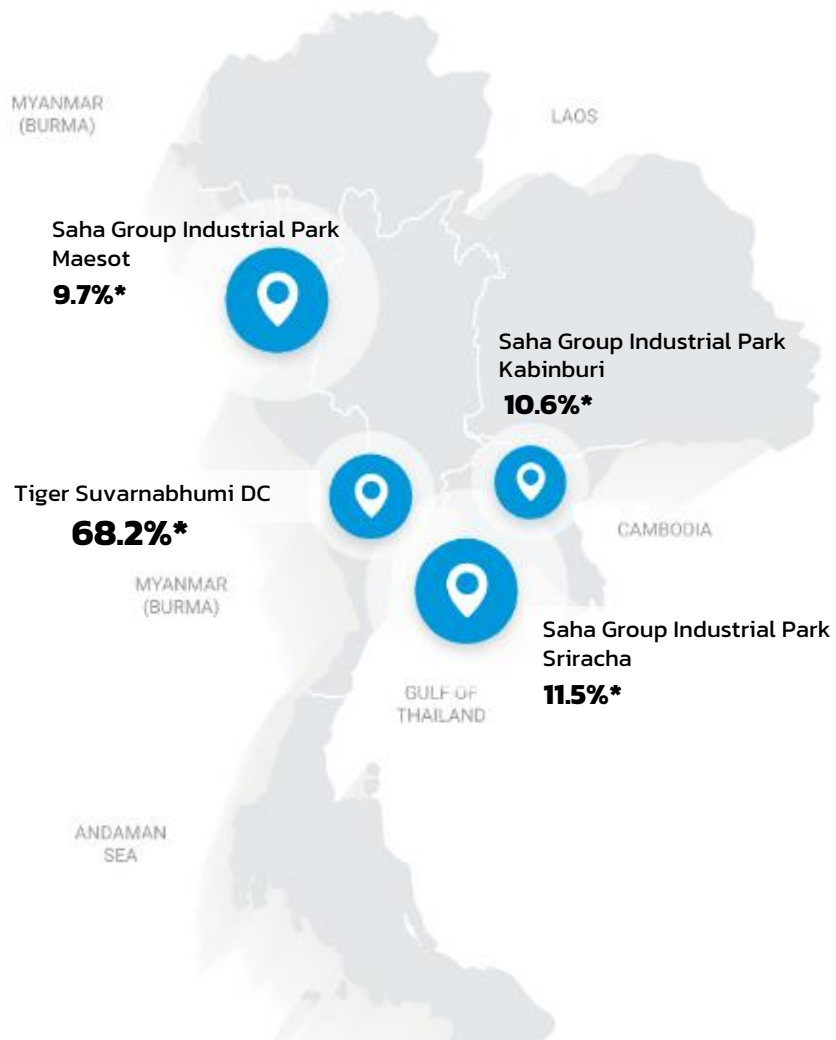 MYANMAR
(BURMA)
LAOS
Saha Group Industrial Park
Maesot
9.7%*
Saha Group Industrial Park
Kabinburi
10.6%*
Tiger Suvarnabhumi DC
68.2%*
CAMBODIA
MYANMAR
(BURMA)
Saha Group Industrial Park
Sriracha
11.5%*
GULF OF
THAILAND
ANDAMAN
SEA